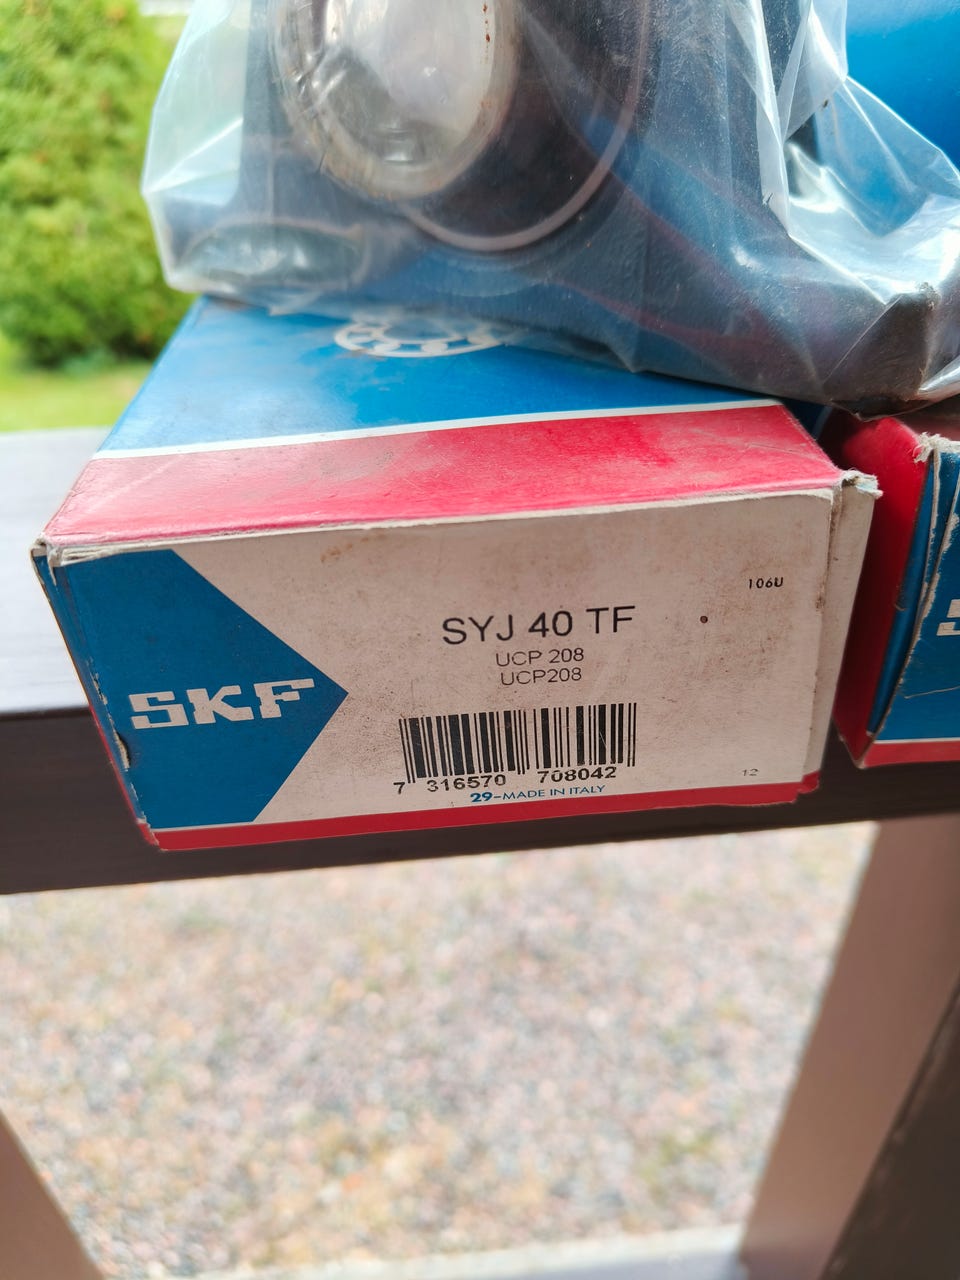 106U
SYJ 40 TF
UCP 208
UCP208
SKF
7 316570 708042
12
29-MADE IN ITALY